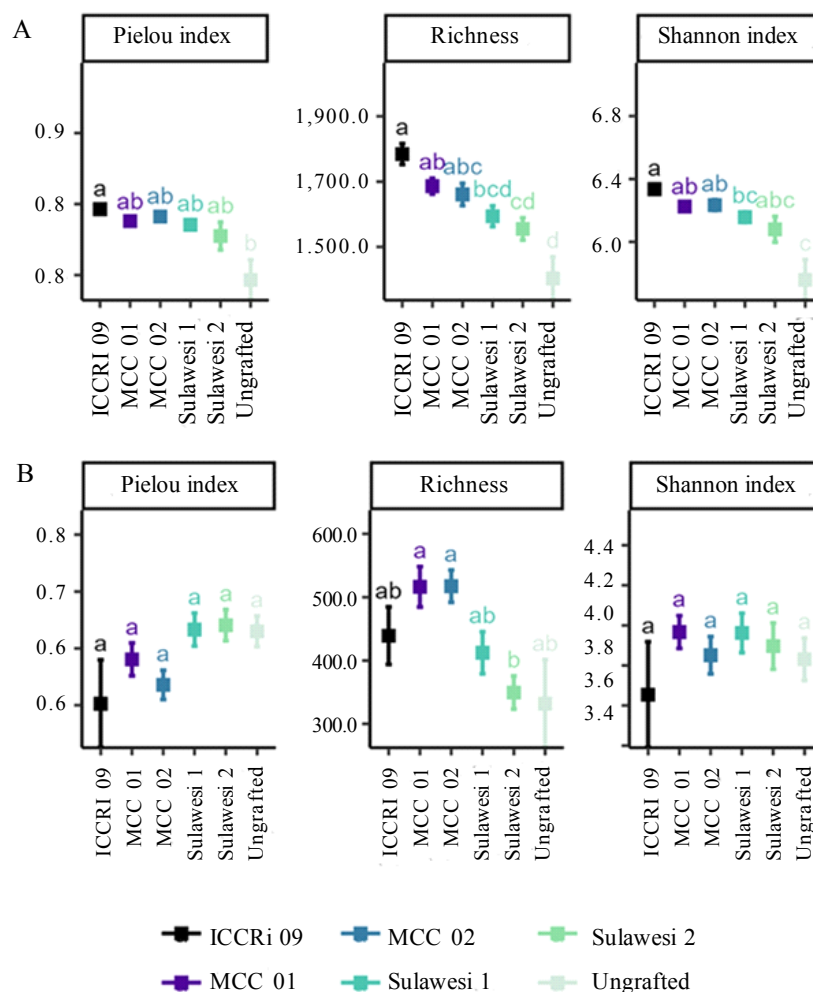 A
Pielou index
Richness
Shannon index
0.9
0.8
0.8
a
ab
ab
ab
ab
b
1,900.0
1,700.0
1,500.0
a
ab
abc
bcd
cd
d
6.8
6.4
6.0
a
ab
ab
bc
abc
c
ICCRI 09
MCC 01
MCC 02
Sulawesi 1
Sulawesi 2
Ungrafted
ICCRI 09
MCC 01
MCC 02
Sulawesi 1
Sulawesi 2
Ungrafted
ICCRI 09
MCC 01
MCC 02
Sulawesi 1
Sulawesi 2
Ungrafted
B
Pielou index
Richness
Shannon index
0.8
0.7
0.6
0.6
a
a
a
a
a
a
600.0
500.0
400.0
300.0
ab
a
a
ab
b
ab
4.4
4.2
4.0
3.8
3.6
3.4
a
a
a
a
a
a
ICCRI 09
MCC 01
MCC 02
Sulawesi 1
Sulawesi 2
Ungrafted
ICCRI 09
MCC 01
MCC 02
Sulawesi 1
Sulawesi 2
Ungrafted
ICCRI 09
MCC 01
MCC 02
Sulawesi 1
Sulawesi 2
Ungrafted
ICCRi 09
MCC 02
Sulawesi 2
MCC 01
Sulawesi 1
Ungrafted